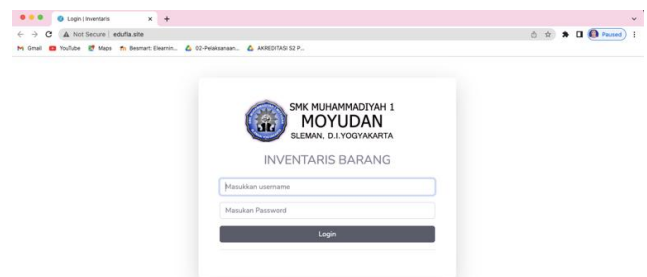 Login | Inventaris
Not Secure | edufla.site
Paused
Gmail YouTube Maps Besmart: Elearnin... 02-Pelaksanaan... AKREDITASI S2 P...
SMK MUHAMMADIYAH 1
MOYUDAN
SLEMAN, D.I.YOGYAKARTA
INVENTARIS BARANG
Masukkan username
Masukan Password
Login